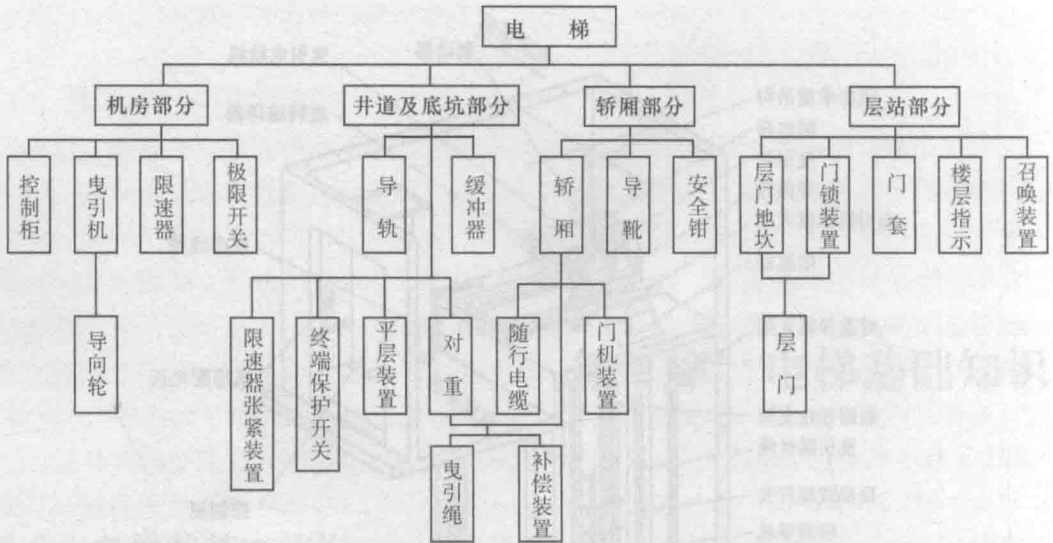 电梯
机房部分
井道及底坑部分
轿厢部分
层站部分
控制柜
曳引机
限速器
极限开关
导轨
缓冲器
轿厢
导靴
安全钳
层门地坎
门锁装置
门套
楼层指示
召唤装置
导向轮
限速器张紧装置
终端保护开关
平层装置
对重
随行电缆
门机装置
层门
曳引绳
补偿装置